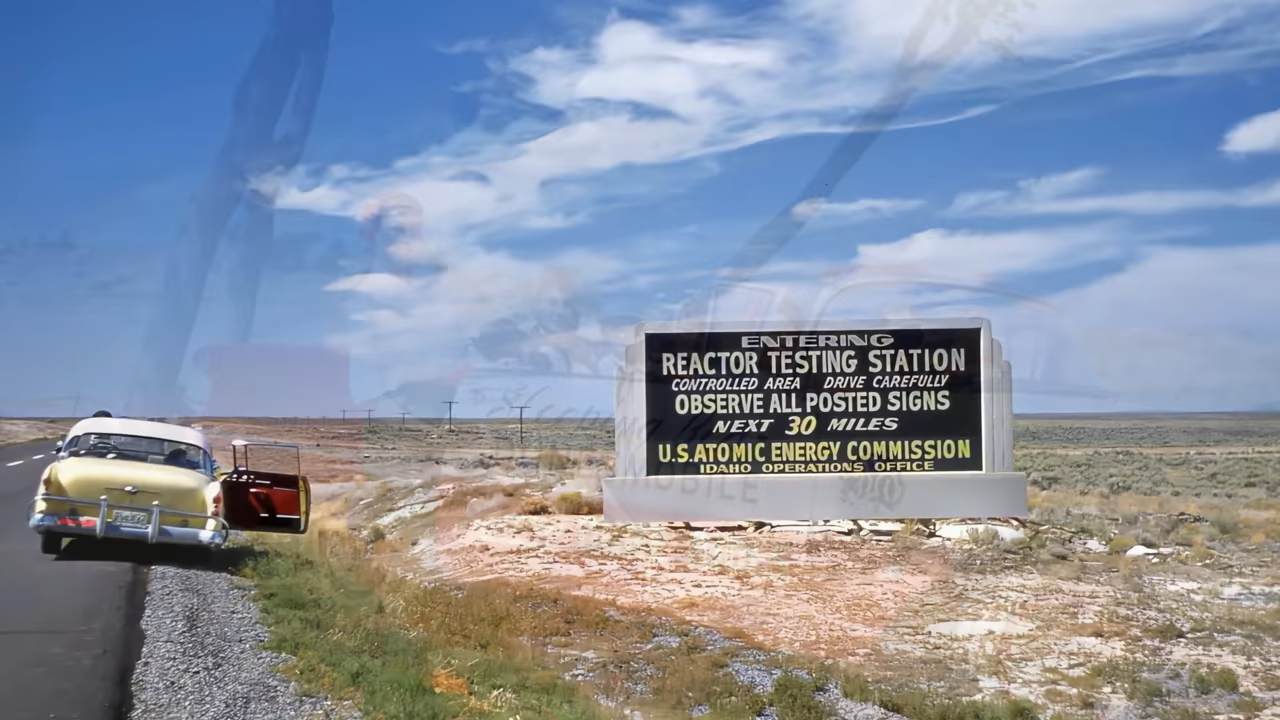 ENTERING
REACTOR TESTING STATION
CONTROLLED AREA DRIVE CAREFULLY
OBSERVE ALL POSTED SIGNS
NEXT 30 MILES
U.S. ATOMIC ENERGY COMMISSION
IDAHO OPERATIONS OFFICE